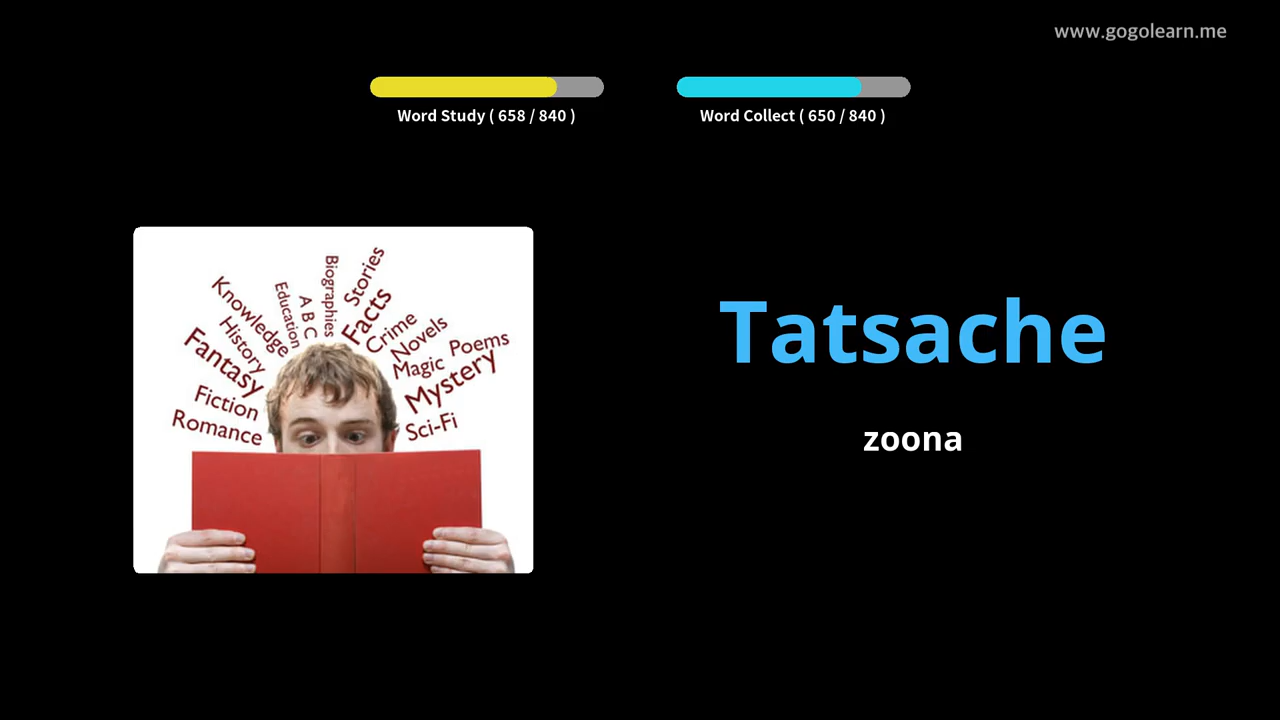 www.gogolearn.me
Word Study ( 658 / 840 )
Word Collect ( 650 / 840 )
Biographies
Stories
Knowledge
Education
A B C
Facts
Crime
History
Novels
Poems
Fantasy
Magic
Mystery
Fiction
Romance
Sci-Fi
Tatsache
zoona